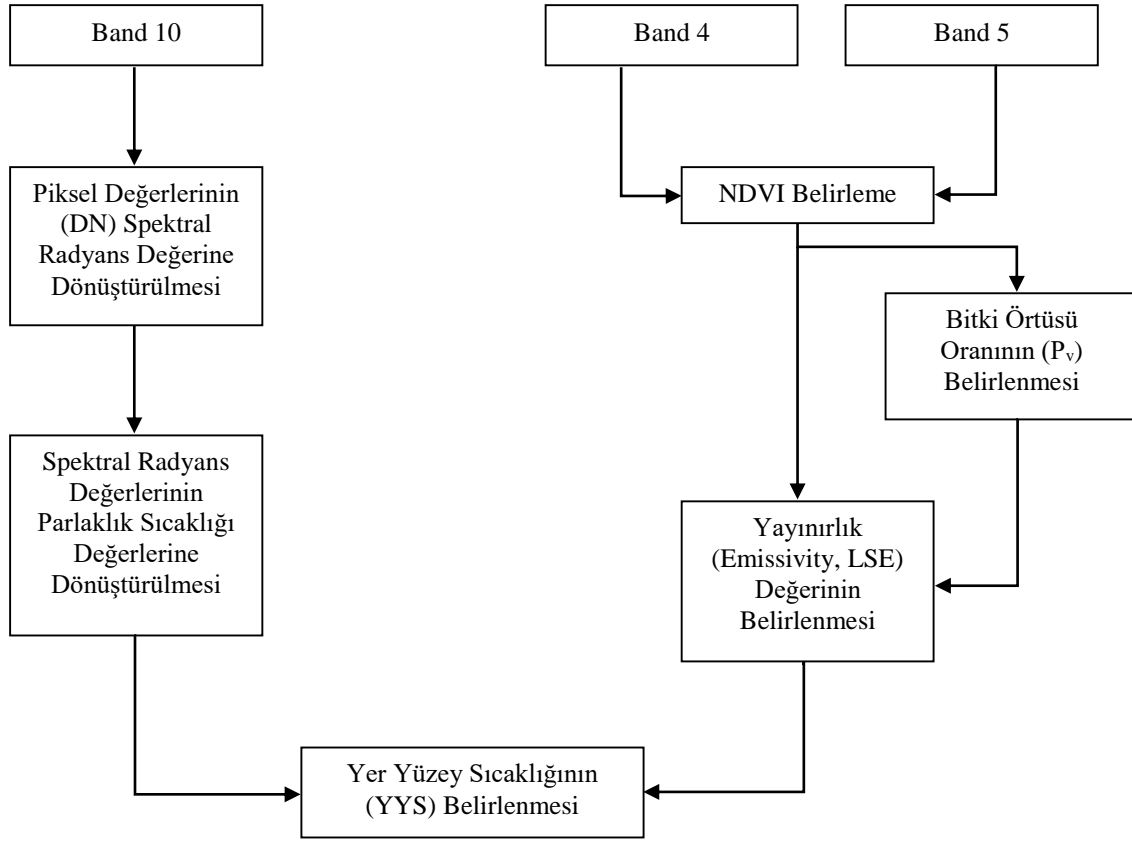 Band 10
Band 4
Band 5
Piksel Değerlerinin
(DN) Spektral
Radyans Değerine
Dönüştürülmesi
NDVI Belirleme
Bitki Örtüsü
Oranının (Pv)
Belirlenmesi
Spektral Radyans
Değerlerinin
Parlaklık Sıcaklığı
Değerlerine
Dönüştürülmesi
Yayınırlık
(Emissivity, LSE)
Değerinin
Belirlenmesi
Yer Yüzey Sıcaklığının
(YYS) Belirlenmesi